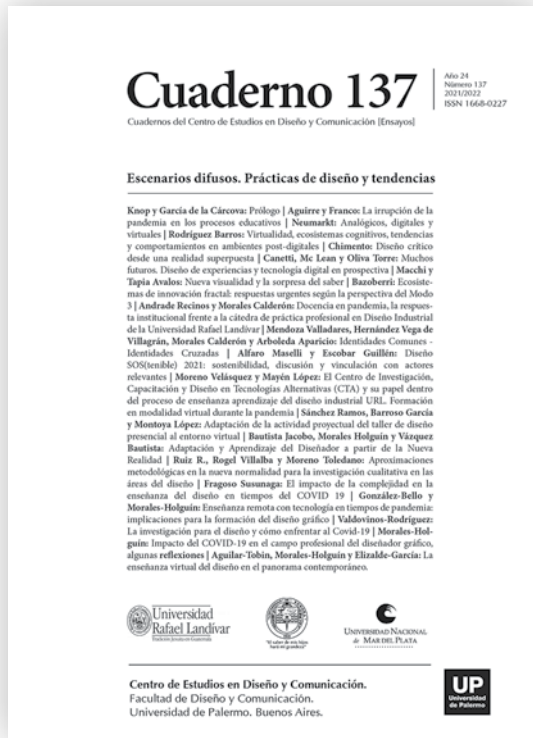 Cuaderno 137
Año 24
Número 137
2021/2022
ISSN 1668-0227
Cuadernos del Centro de Estudios en Diseño y Comunicación [Ensayos]
Escenarios difusos. Prácticas de diseño y tendencias
Knop y García de la Cárcova: Prólogo | Aguirre y Franco: La irrupción de la
pandemia en los procesos educativos | Neumarkt: Analógicos, digitales y
virtuales | Rodríguez Barros: Virtualidad, ecosistemas cognitivos, tendencias
y comportamientos en ambientes post-digitales | Chimento: Diseño crítico
desde una realidad superpuesta | Canetti, Mc Lean y Oliva Torre: Muchos
futuros. Diseño de experiencias y tecnología digital en prospectiva | Macchi y
Tapia Avalos: Nueva visualidad y la sorpresa del saber | Bazoberri: Ecosiste-
mas de innovación fractal: respuestas urgentes según la perspectiva del Modo
3 | Andrade Recinos y Morales Calderón: Docencia en pandemia, la respues-
ta institucional frente a la cátedra de práctica profesional en Diseño Industrial
de la Universidad Rafael Landívar | Mendoza Valladares, Hernández Vega de
Villagrán, Morales Calderón y Arboleda Aparicio: Identidades Comunes -
Identidades Cruzadas | Alfaro Maselli y Escobar Guillén: Diseño
SOS(tenible) 2021: sostenibilidad, discusión y vinculación con actores
relevantes | Moreno Velásquez y Mayén López: El Centro de Investigación,
Capacitación y Diseño en Tecnologías Alternativas (CTA) y su papel dentro
del proceso de enseñanza aprendizaje del diseño industrial URL. Formación
en modalidad virtual durante la pandemia | Sánchez Ramos, Barroso García
y Montoya López: Adaptación de la actividad proyectual del taller de diseño
presencial al entorno virtual | Bautista Jacobo, Morales Holguín y Vázquez
Bautista: Adaptación y Aprendizaje del Diseñador a partir de la Nueva
Realidad | Ruiz R., Rogel Villalba y Moreno Toledano: Aproximaciones
metodológicas en la nueva normalidad para la investigación cualitativa en las
áreas del diseño | Fragoso Susunaga: El impacto de la complejidad en la
enseñanza del diseño en tiempos del COVID 19 | González-Bello y
Morales-Holguín: Enseñanza remota con tecnología en tiempos de pandemia:
implicaciones para la formación del diseño gráfico | Valdovinos-Rodríguez:
La investigación para el diseño y cómo enfrentar al Covid-19 | Morales-Hol-
guín: Impacto del COVID-19 en el campo profesional del diseñador gráfico,
algunas reflexiones | Aguilar-Tobin, Morales-Holguín y Elizalde-García: La
enseñanza virtual del diseño en el panorama contemporáneo.
Universidad
Rafael Landívar
Tradición Jesuita en Guatemala
"El saber de mis hijos
hará mi grandeza"
UNIVERSIDAD NACIONAL
de MAR DEL PLATA
Centro de Estudios en Diseño y Comunicación.
Facultad de Diseño y Comunicación.
Universidad de Palermo. Buenos Aires.
UP
Universidad
de Palermo